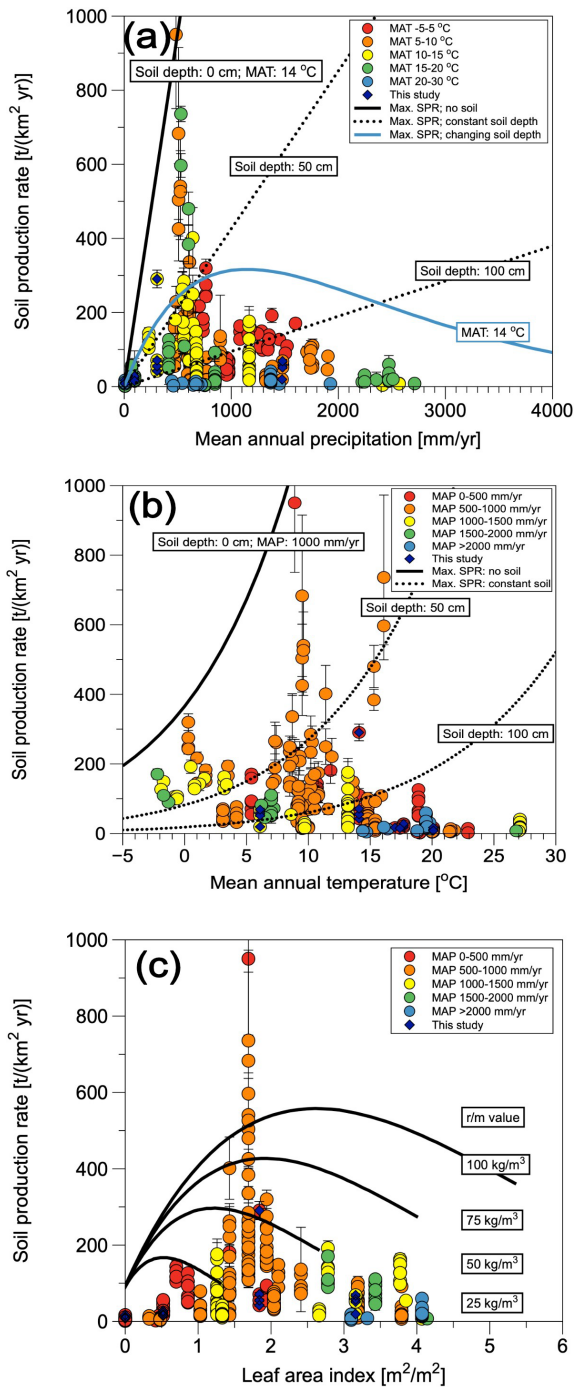 (a)
MAT -5-5 °C
MAT 5-10 °C
MAT 10-15 °C
MAT 15-20 °C
MAT 20-30 °C
This study
Max. SPR; no soil
Max. SPR; constant soil depth
Max. SPR; changing soil depth
Soil depth: 0 cm; MAT: 14 °C
Soil depth: 50 cm
Soil depth: 100 cm
MAT: 14 °C
Soil production rate [t/(km² yr)]
1000
800
600
400
200
0
0 1000 2000 3000 4000
Mean annual precipitation [mm/yr]
(b)
MAP 0-500 mm/yr
MAP 500-1000 mm/yr
MAP 1000-1500 mm/yr
MAP 1500-2000 mm/yr
MAP >2000 mm/yr
This study
Max. SPR: no soil
Max. SPR: constant soil
Soil depth: 0 cm; MAP: 1000 mm/yr
Soil depth: 50 cm
Soil depth: 100 cm
Soil production rate [t/(km² yr)]
1000
800
600
400
200
0
−5 0 5 10 15 20 25 30
Mean annual temperature [°C]
(c)
MAP 0-500 mm/yr
MAP 500-1000 mm/yr
MAP 1000-1500 mm/yr
MAP 1500-2000 mm/yr
MAP >2000 mm/yr
This study
r/m value
100 kg/m³
75 kg/m³
50 kg/m³
25 kg/m³
Soil production rate [t/(km² yr)]
1000
800
600
400
200
0
0 1 2 3 4 5 6
Leaf area index [m²/m²]